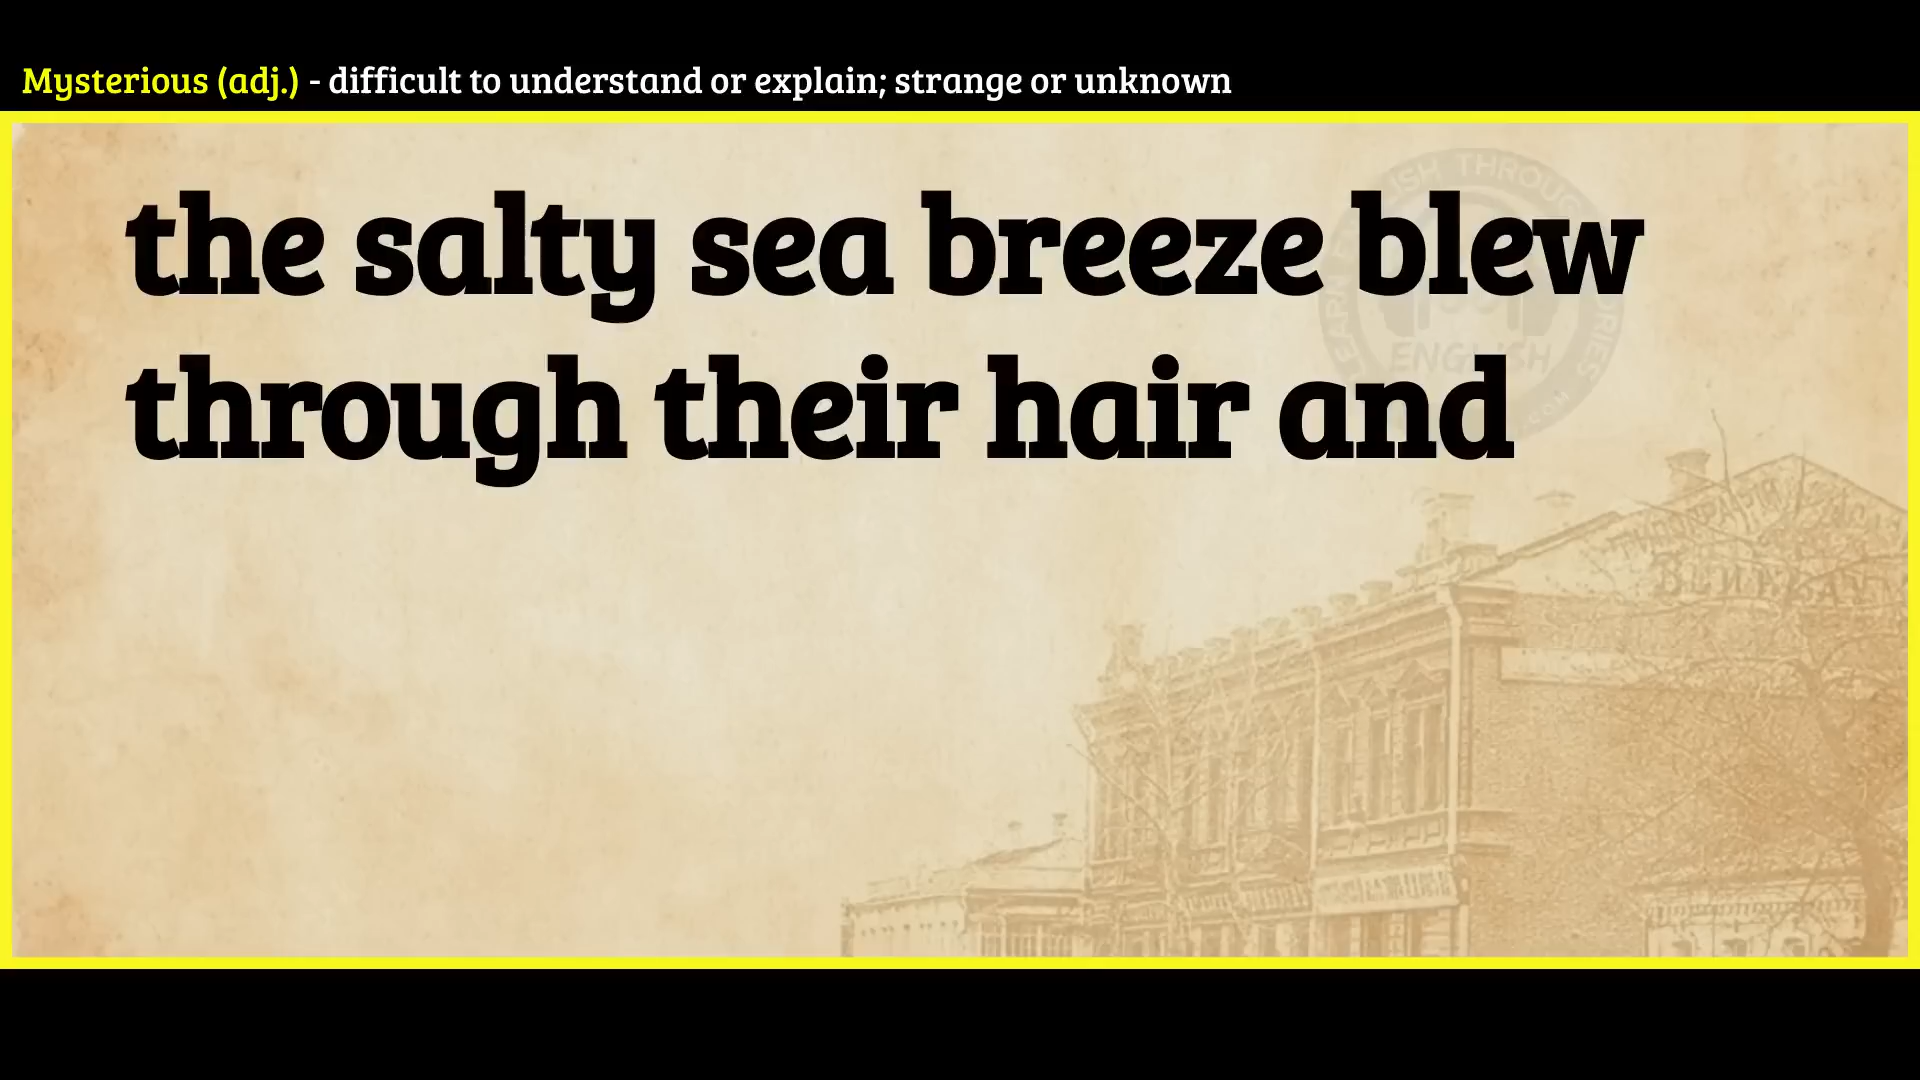 Mysterious (adj.) - difficult to understand or explain; strange or unknown
the salty sea breeze blew
through their hair and
ENGLISH